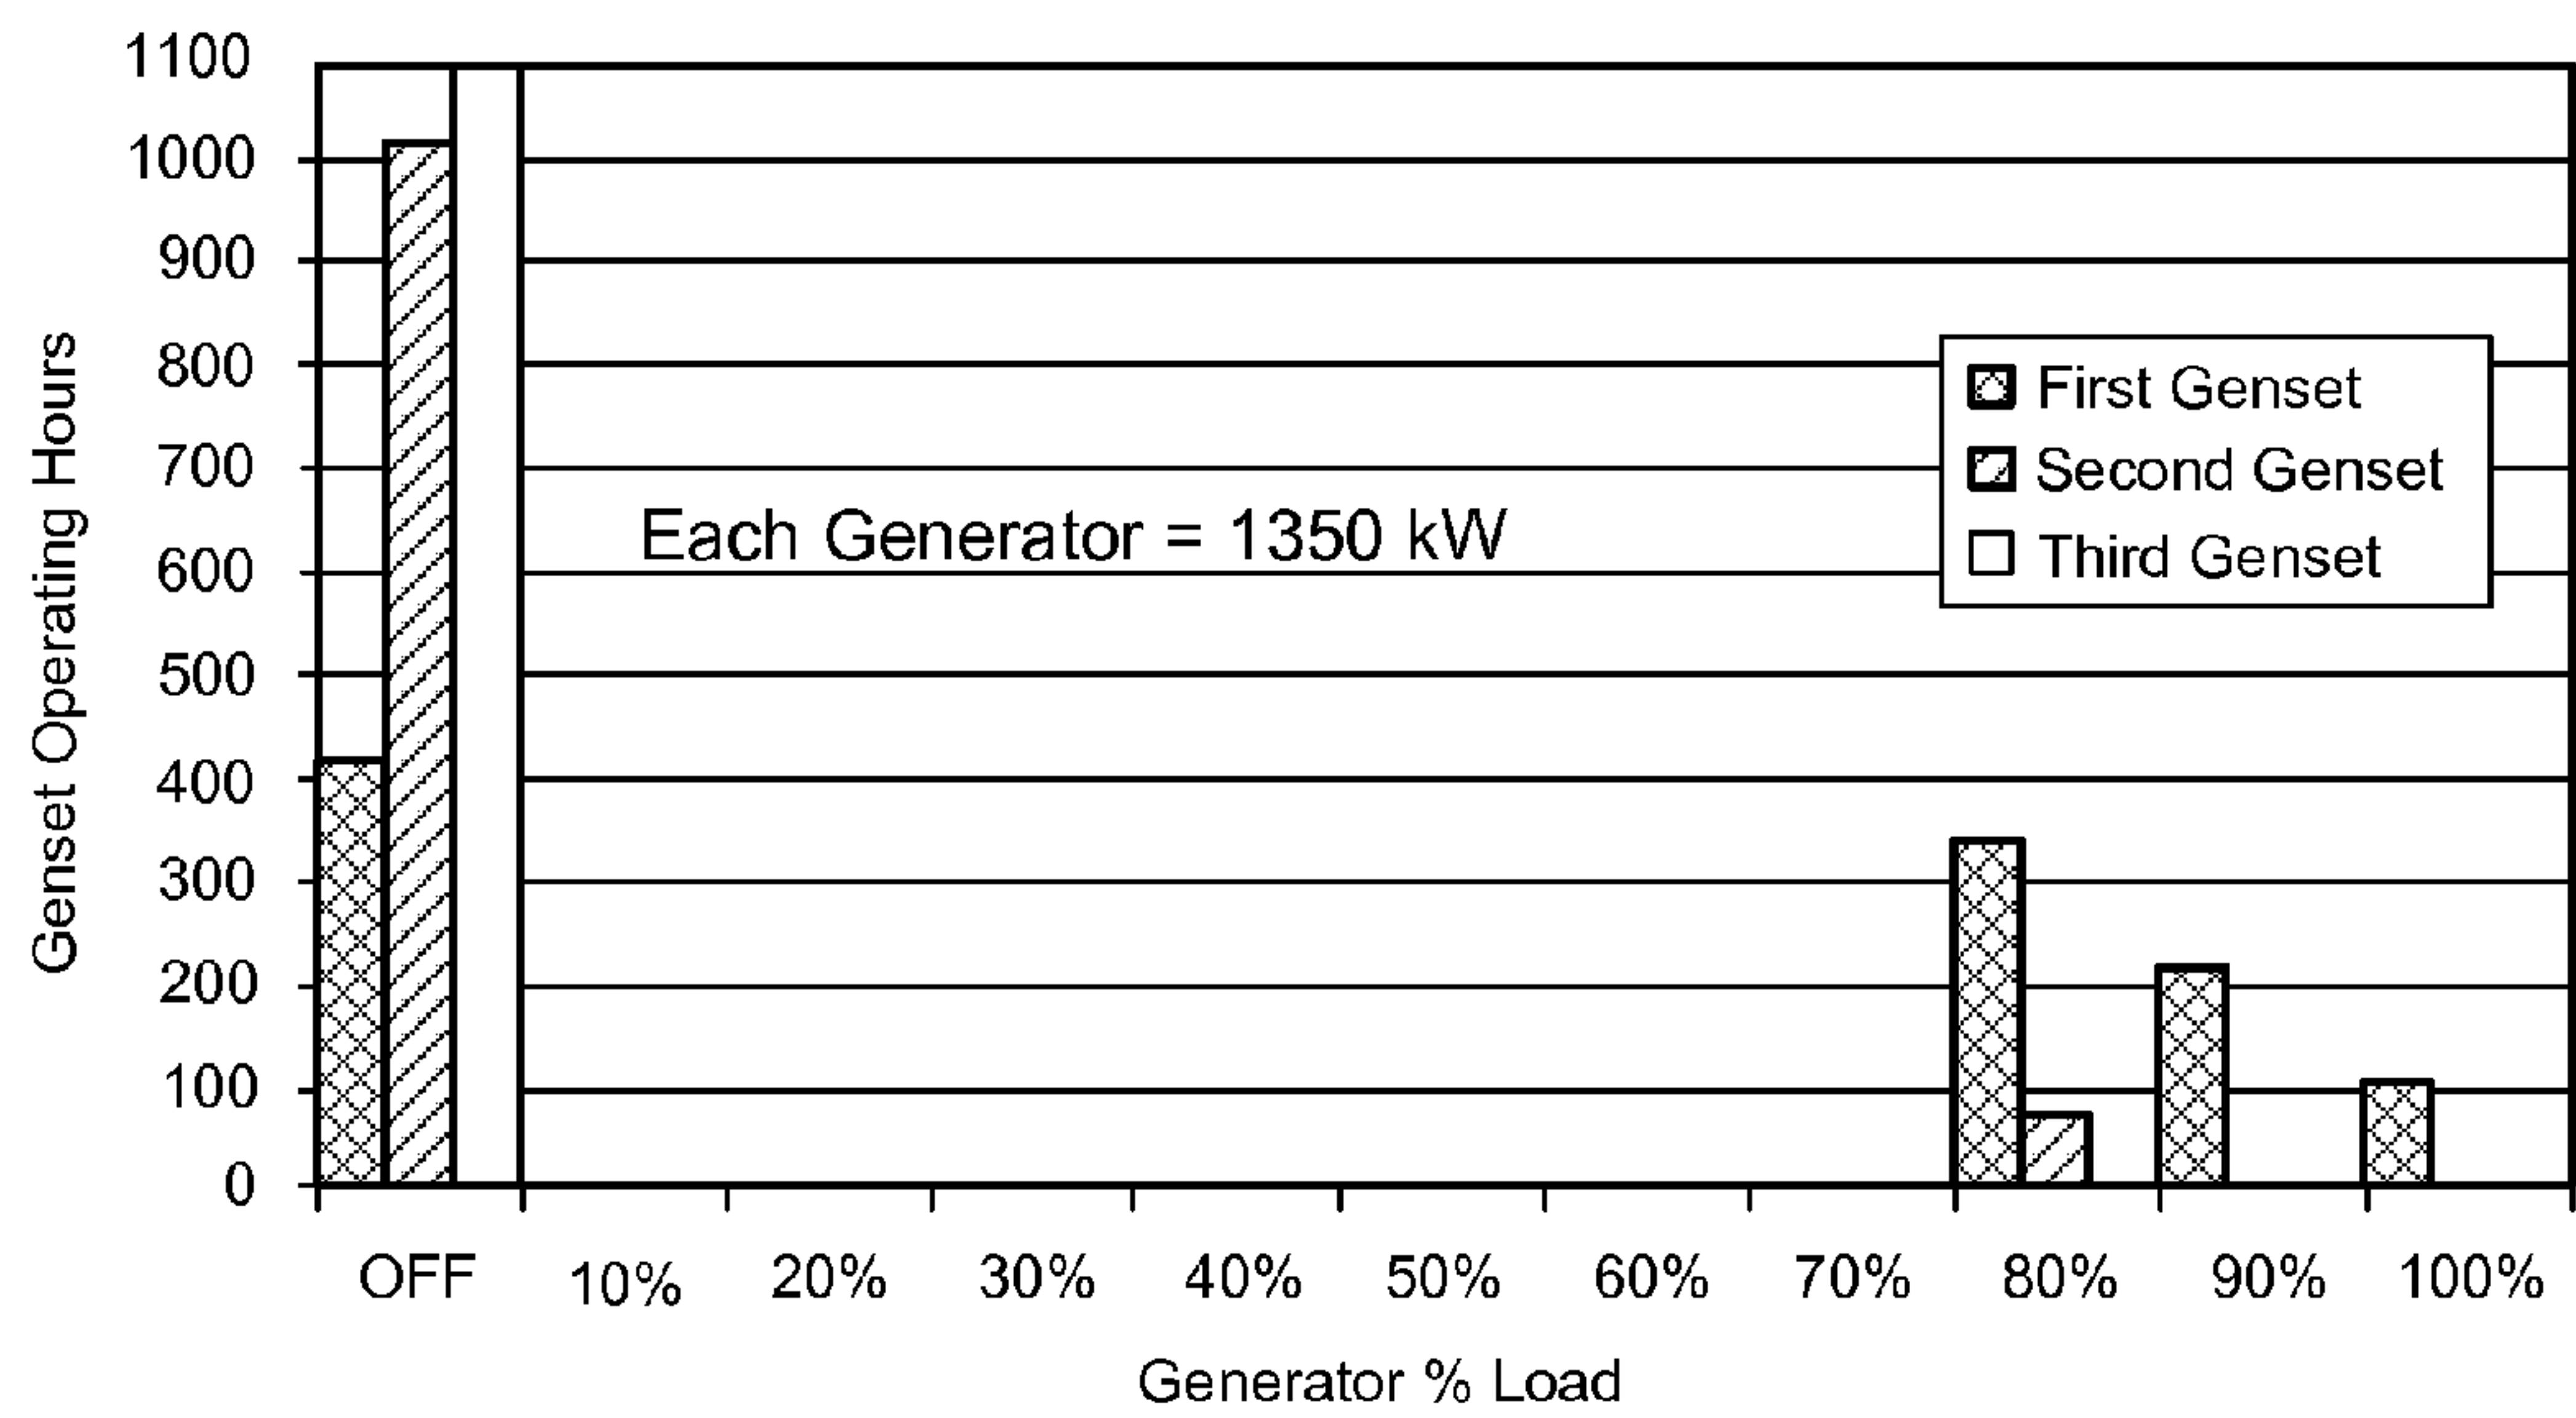 Genset Operating Hours
1100
1000
900
800
700
600
500
400
300
200
100
0
Each Generator = 1350 kW
First Genset
Second Genset
Third Genset
OFF 10% 20% 30% 40% 50% 60% 70% 80% 90% 100%
Generator % Load